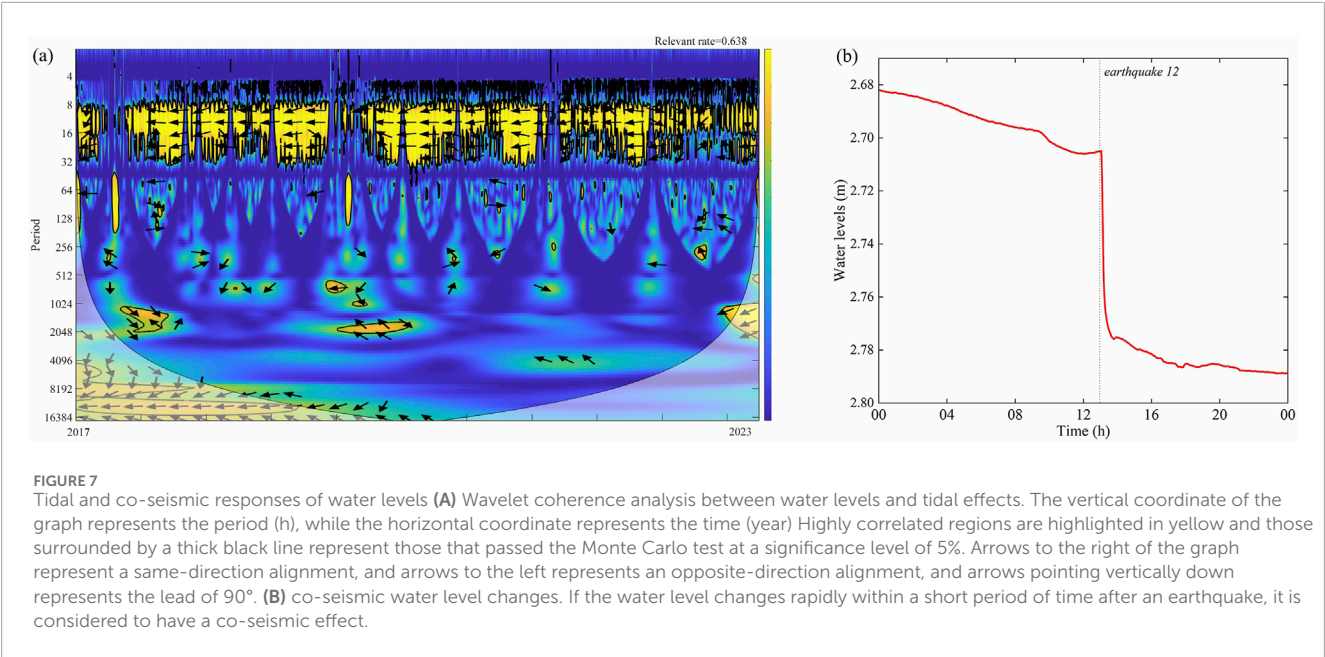 Relevant rate=0.638
(a)
4
8
16
32
64
128
256
512
1024
2048
4096
8192
16384
Period
2017
2023
(b)
earthquake 12
2.68
2.70
2.72
2.74
2.76
2.78
2.80
Water levels (m)
00
04
08
12
16
20
00
Time (h)
FIGURE 7
Tidal and co-seismic responses of water levels (A) Wavelet coherence analysis between water levels and tidal effects. The vertical coordinate of the
graph represents the period (h), while the horizontal coordinate represents the time (year) Highly correlated regions are highlighted in yellow and those
surrounded by a thick black line represent those that passed the Monte Carlo test at a significance level of 5%. Arrows to the right of the graph
represent a same-direction alignment, and arrows to the left represents an opposite-direction alignment, and arrows pointing vertically down
represents the lead of 90°. (B) co-seismic water level changes. If the water level changes rapidly within a short period of time after an earthquake, it is
considered to have a co-seismic effect.